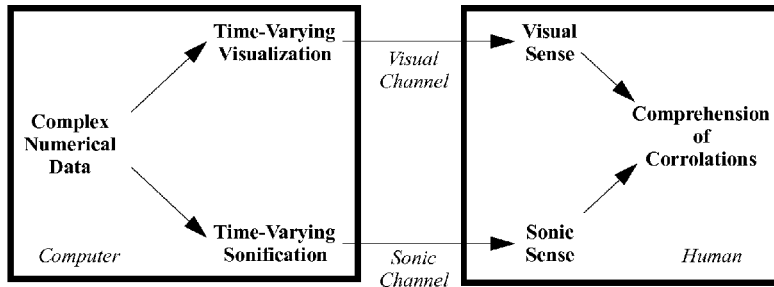 Time-Varying
Visualization
Visual
Channel
Visual
Sense
Complex
Numerical
Data
Comprehension
of
Corrolations
Time-Varying
Sonification
Computer
Sonic
Channel
Sonic
Sense
Human